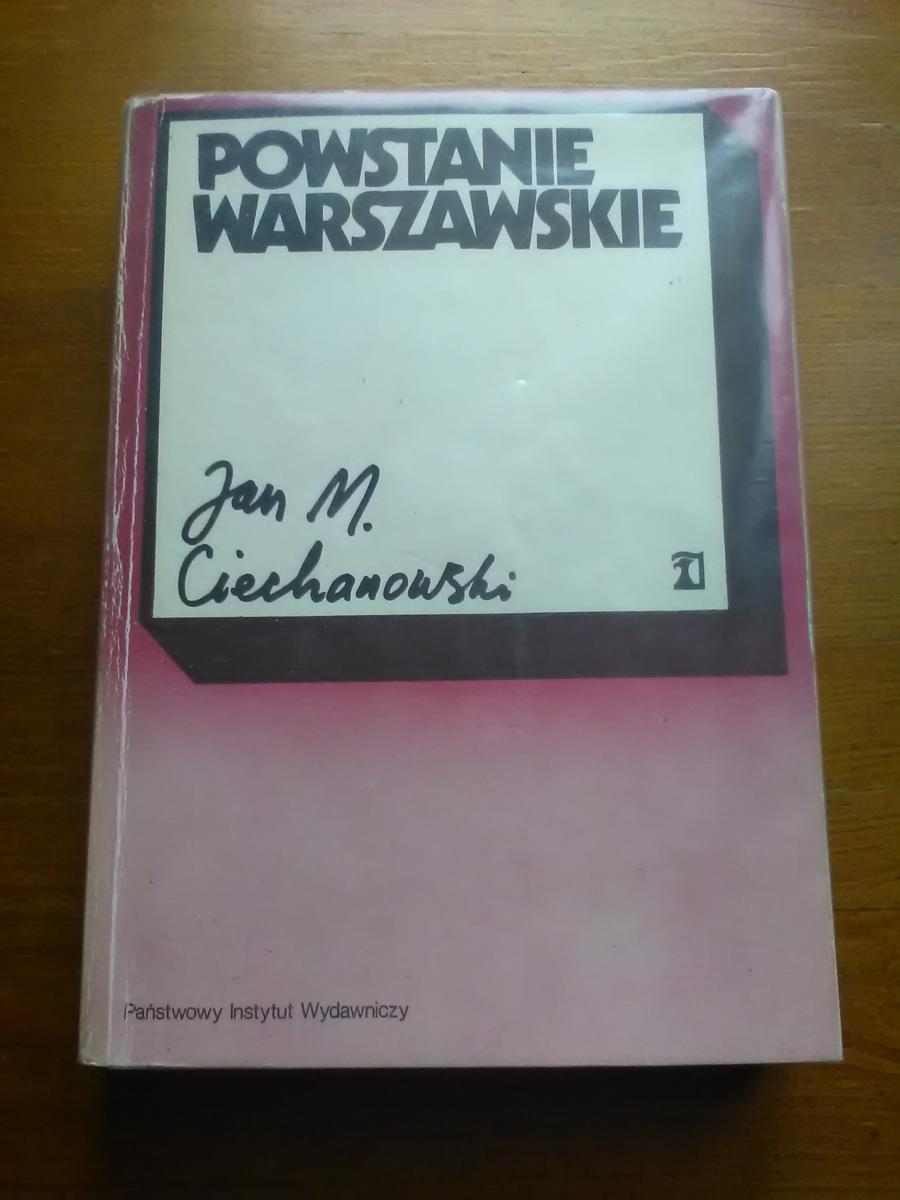 POWSTANIE
WARSZAWSKIE
Jan M.
Ciechanowski
Państwowy Instytut Wydawniczy